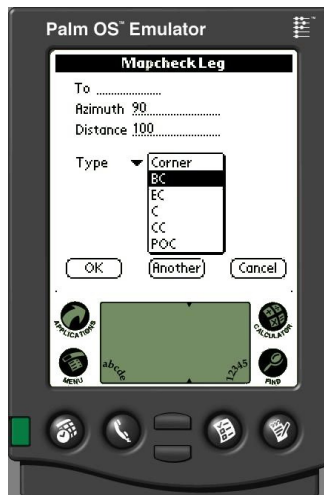 Palm OS™ Emulator
Mapcheck Leg
To
Azimuth 90
Distance 100
Type Corner
BC
EC
C
CC
POC
OK Another Cancel
APPLICATIONS CALCULATOR
MENU abcde 12345 FIND